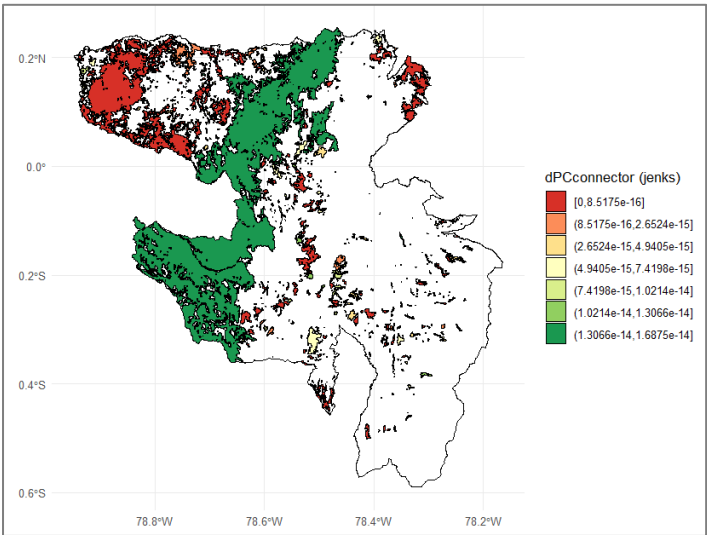 0.2°N
0.0°
0.2°S
0.4°S
0.6°S
78.8°W 78.6°W 78.4°W 78.2°W
dPCconnector (jenks)
[0,8.5175e-16]
(8.5175e-16,2.6524e-15]
(2.6524e-15,4.9405e-15]
(4.9405e-15,7.4198e-15]
(7.4198e-15,1.0214e-14]
(1.0214e-14,1.3066e-14]
(1.3066e-14,1.6875e-14]